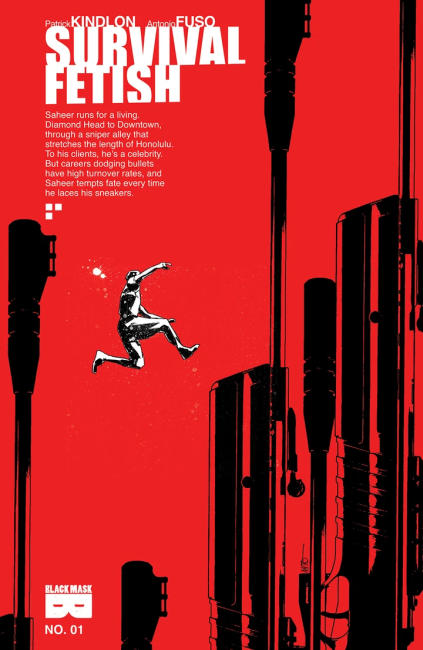 Patrick KINDLON Antonio FUSO
SURVIVAL
FETISH
Saheer runs for a living.
Diamond Head to Downtown,
through a sniper alley that
stretches the length of Honolulu.
To his clients, he's a celebrity.
But careers dodging bullets
have high turnover rates, and
Saheer tempts fate every time
he laces his sneakers.
BLACK MASK
NO. 01